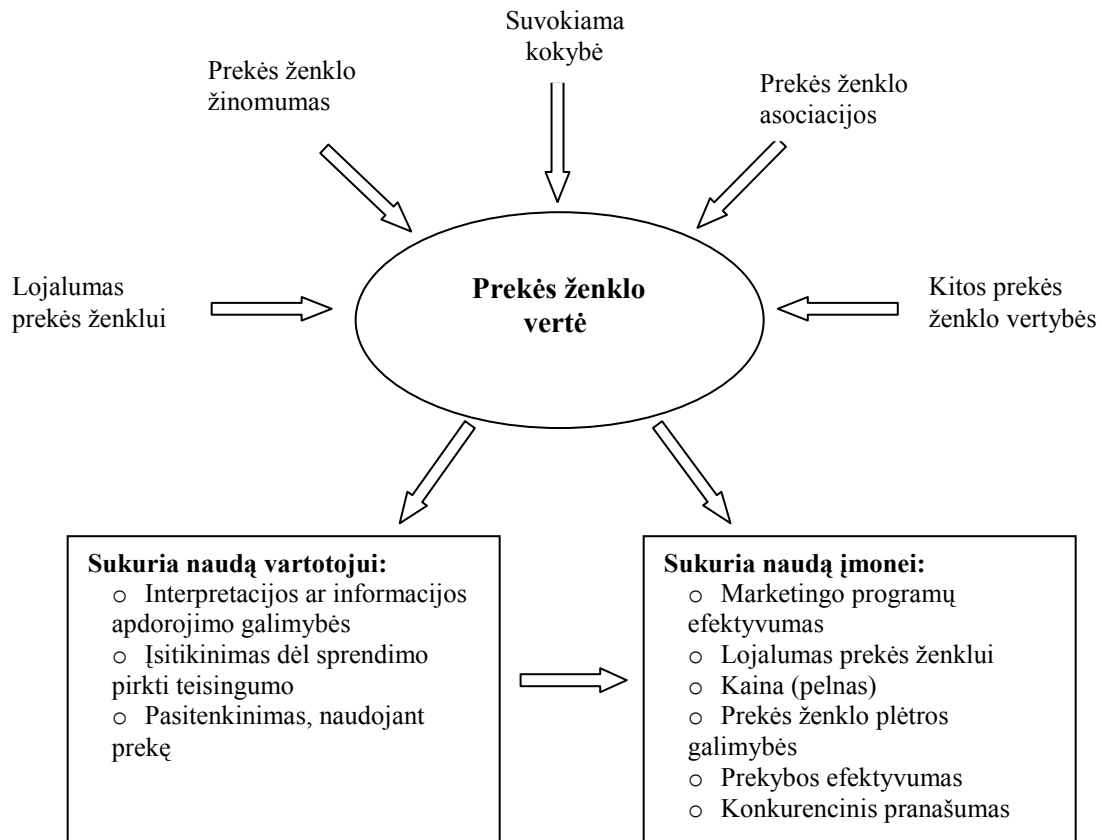 Suvokiama
kokybė
Prekės ženklo
žinomumas
Prekės ženklo
asociacijos
Lojalumas
prekės ženklui
Prekės ženklo
vertė
Kitos prekės
ženklo vertybės
Sukuria naudą vartotojui:
o Interpretacijos ar informacijos
apdorojimo galimybės
o Įsitikinimas dėl sprendimo
pirkti teisingumo
o Pasitenkinimas, naudojant
prekę
Sukuria naudą įmonei:
o Marketingo programų
efektyvumas
o Lojalumas prekės ženklui
o Kaina (pelnas)
o Prekės ženklo plėtros
galimybės
o Prekybos efektyvumas
o Konkurencinis pranašumas